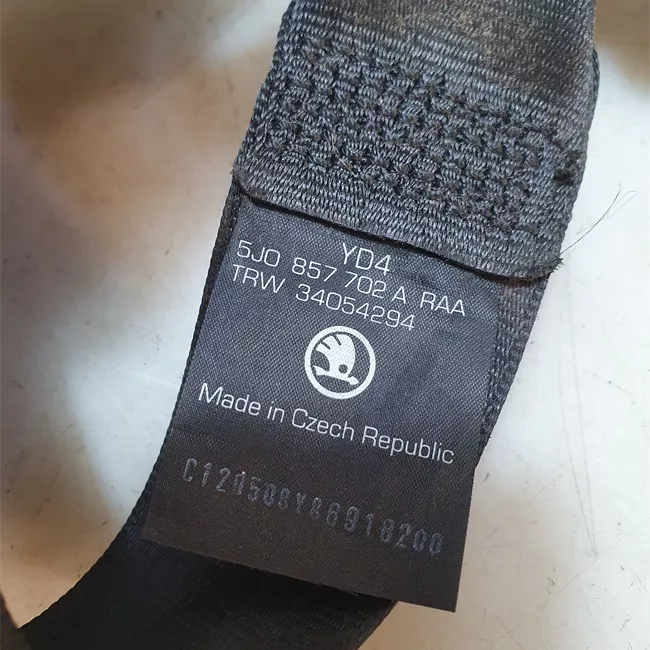 YD4
5J0 857 702 A RAA
TRW 34054294
Made in Czech Republic
C120508Y86918200